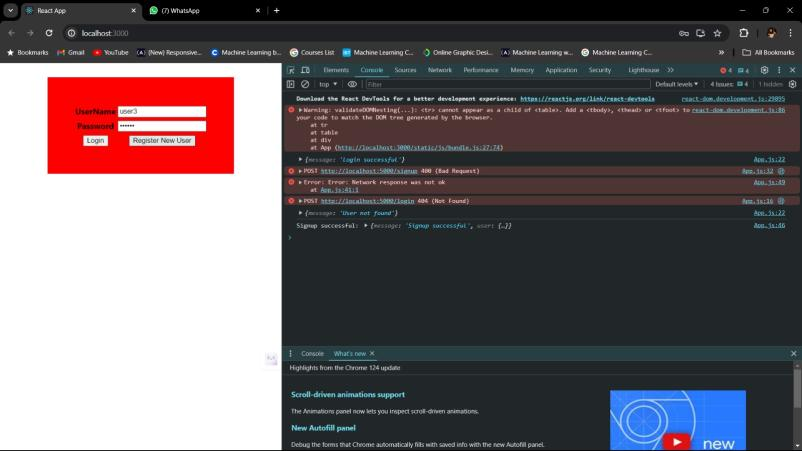 React App
WhatsApp
localhost:3000
Bookmarks
Gmail
YouTube
(New) Responsive...
Machine Learning b...
Courses List
Machine Learning C...
Online Graphic Desi...
Machine Learning w...
Machine Learning C...
All Bookmarks
UserName user3
Password ••••••
Login Register New User
Elements Console Sources Network Performance Memory Application Security Lighthouse 4 4
top Filter Default levels 4 Issues: 4 1 hidden
Download the React DevTools for a better development experience: https://reactjs.org/link/react-devtools react-dom.development.js:29895
Warning: validateDOMNesting(...): <tr> cannot appear as a child of <table>. Add a <tbody>, <thead> or <tfoot> to react-dom.development.js:86
your code to match the DOM tree generated by the browser.
at tr
at table
at div
at App (http://localhost:3000/static/js/bundle.js:27:74)
{message: 'Login successful'} App.js:22
POST http://localhost:5000/signup 400 (Bad Request) App.js:32
Error: Error: Network response was not ok App.js:49
at App.js:41:1
POST http://localhost:5000/login 404 (Not Found) App.js:16
{message: 'User not found'} App.js:22
Signup successful: {message: 'Signup successful', user: {…}} App.js:46
Console What's new
Highlights from the Chrome 124 update
Scroll-driven animations support
The Animations panel now lets you inspect scroll-driven animations.
New Autofill panel
Debug the forms that Chrome automatically fills with saved info with the new Autofill panel.
new